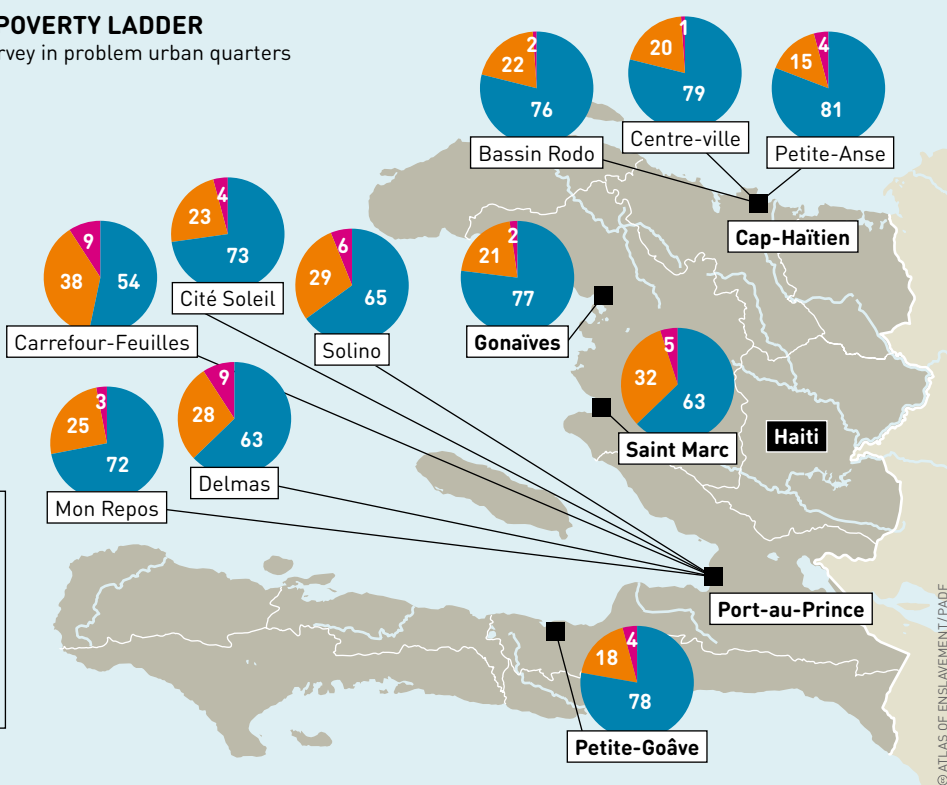 POVERTY LADDER
rvey in problem urban quarters
2
22
76
Bassin Rodo
1
20
79
Centre-ville
4
15
81
Petite-Anse
Cap-Haïtien
4
23
73
Cité Soleil
9
38
54
Carrefour-Feuilles
6
29
65
Solino
2
21
77
Gonaïves
5
32
63
Saint Marc
Haiti
3
25
72
Mon Repos
9
28
63
Delmas
Port-au-Prince
4
18
78
Petite-Goâve
© ATLAS OF ENSLAVEMENT/PADF